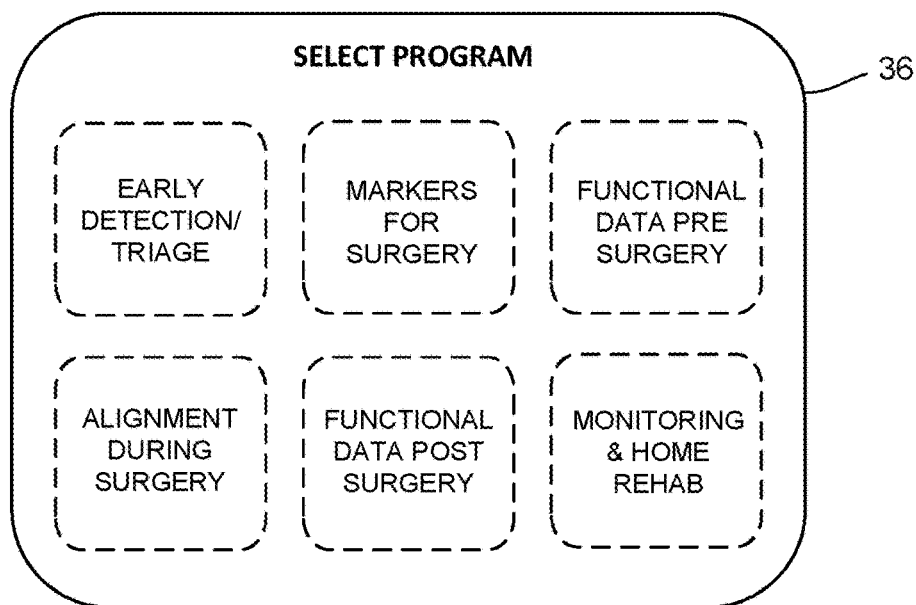 SELECT PROGRAM
36
EARLY
DETECTION/
TRIAGE
MARKERS
FOR
SURGERY
FUNCTIONAL
DATA PRE
SURGERY
ALIGNMENT
DURING
SURGERY
FUNCTIONAL
DATA POST
SURGERY
MONITORING
& HOME
REHAB